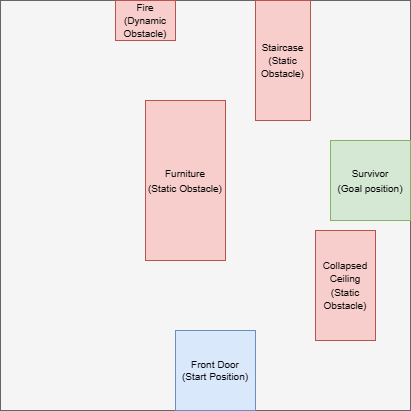 Fire
(Dynamic
Obstacle)
Staircase
(Static
Obstacle)
Furniture
(Static Obstacle)
Survivor
(Goal position)
Collapsed
Ceiling
(Static
Obstacle)
Front Door
(Start Position)